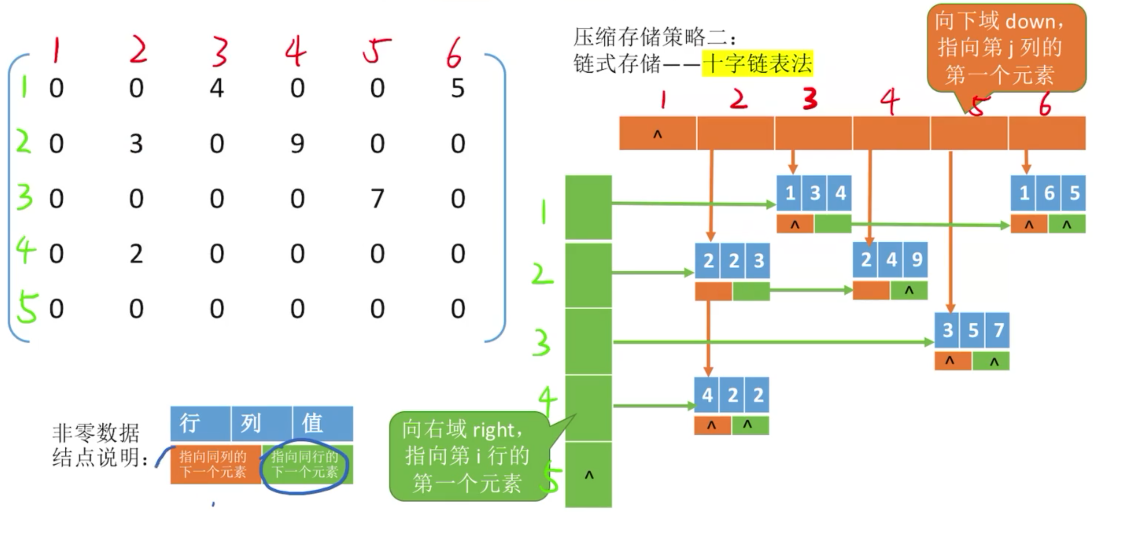 1 2 3 4 5 6
1 0 0 4 0 0 5
2 0 3 0 9 0 0
3 0 0 0 0 7 0
4 0 2 0 0 0 0
5 0 0 0 0 0 0
非零数据
结点说明：
行 列 值
指向同列的
下一个元素
指向同行的
下一个元素
压缩存储策略二：
链式存储——十字链表法
向下域 down，
指向第 j 列的
第一个元素
1 2 3 4 5 6
^
1
1 3 4
^
1 6 5
^ ^
2
2 2 3
2 4 9
^
3
3 5 7
^ ^
4
4 2 2
^ ^
5
^
向右域 right，
指向第 i 行的
第一个元素